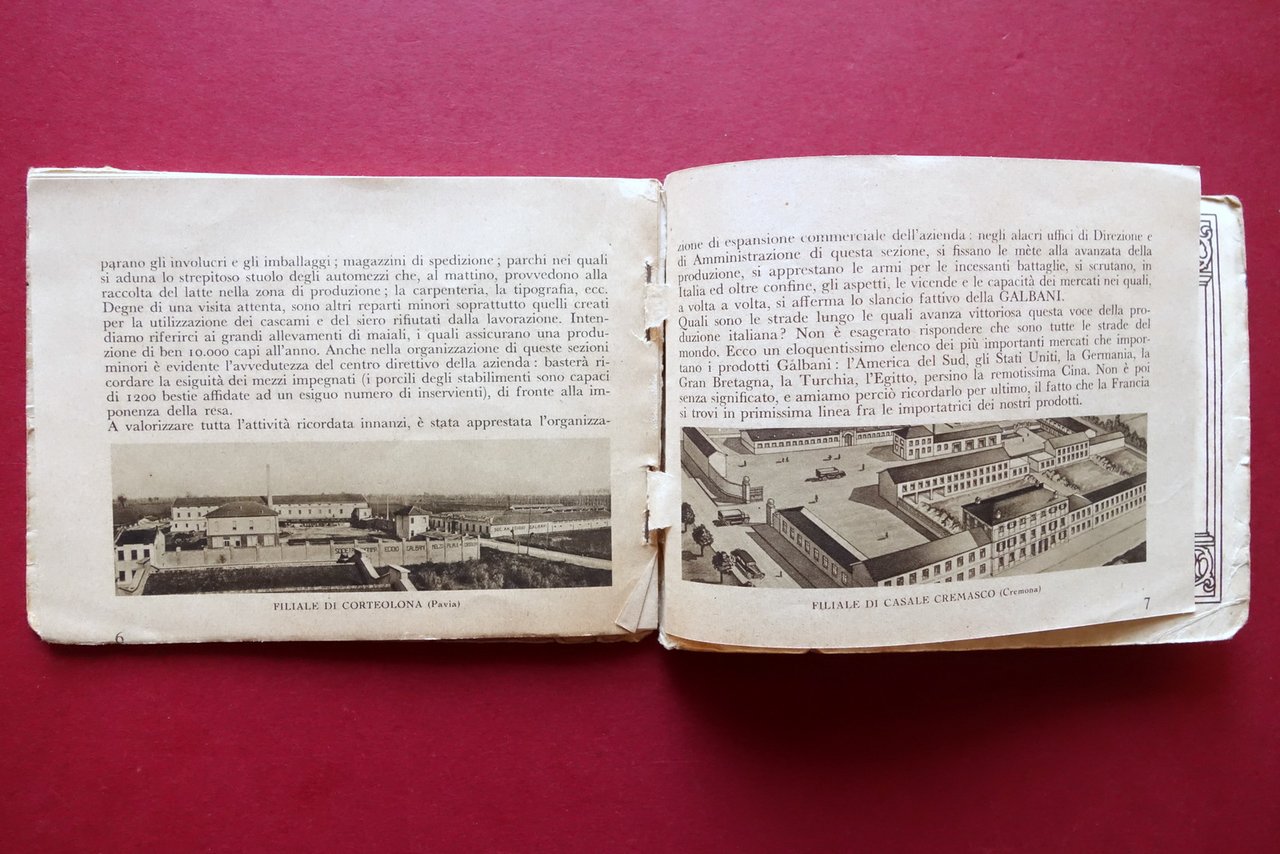 parano gli involucri e gli imballaggi ; magazzini di spedizione ; parchi nei quali
si aduna lo strepitoso stuolo degli automezzi che, al mattino, provvedono alla
raccolta del latte nella zona di produzione ; la carpenteria, la tipografia, ecc.
Degne di una visita attenta, sono altri reparti minori soprattutto quelli creati
per la utilizzazione dei cascami e del siero rifiutati dalla lavorazione. Inten-
diamo riferirci ai grandi allevamenti di maiali, i quali assicurano una produ-
zione di ben 10.000 capi all'anno. Anche nella organizzazione di queste sezioni
minori è evidente l'avvedutezza del centro direttivo della azienda : basterà ri-
cordare la esiguità dei mezzi impegnati (i porcili degli stabilimenti sono capaci
di 1200 bestie affidate ad un esiguo numero di inservienti), di fronte alla im-
ponenza della resa.
A valorizzare tutta l'attività ricordata innanzi, è stata apprestata l'organizza-
FILIALE DI CORTEOLONA (Pavia)
6
zione di espansione commerciale dell'azienda : negli alacri uffici di Direzione e
di Amministrazione di questa sezione, si fissano le mète alla avanzata della
produzione, si apprestano le armi per le incessanti battaglie, si scrutano, in
Italia ed oltre confine, gli aspetti, le vicende e le capacità dei mercati nei quali,
a volta a volta, si afferma lo slancio fattivo della GALBANI.
Quali sono le strade lungo le quali avanza vittoriosa questa voce della pro-
duzione italiana ? Non è esagerato rispondere che sono tutte le strade del
mondo. Ecco un eloquentissimo elenco dei più importanti mercati che impor-
tano i prodotti Gâlbani : l'America del Sud, gli Stati Uniti, la Germania, la
Gran Bretagna, la Turchia, l'Egitto, persino la remotissima Cina. Non è poi
senza significato, e amiamo perciò ricordarlo per ultimo, il fatto che la Francia
si trovi in primissima linea fra le importatrici dei nostri prodotti.
FILIALE DI CASALE CREMASCO (Cremona)
7